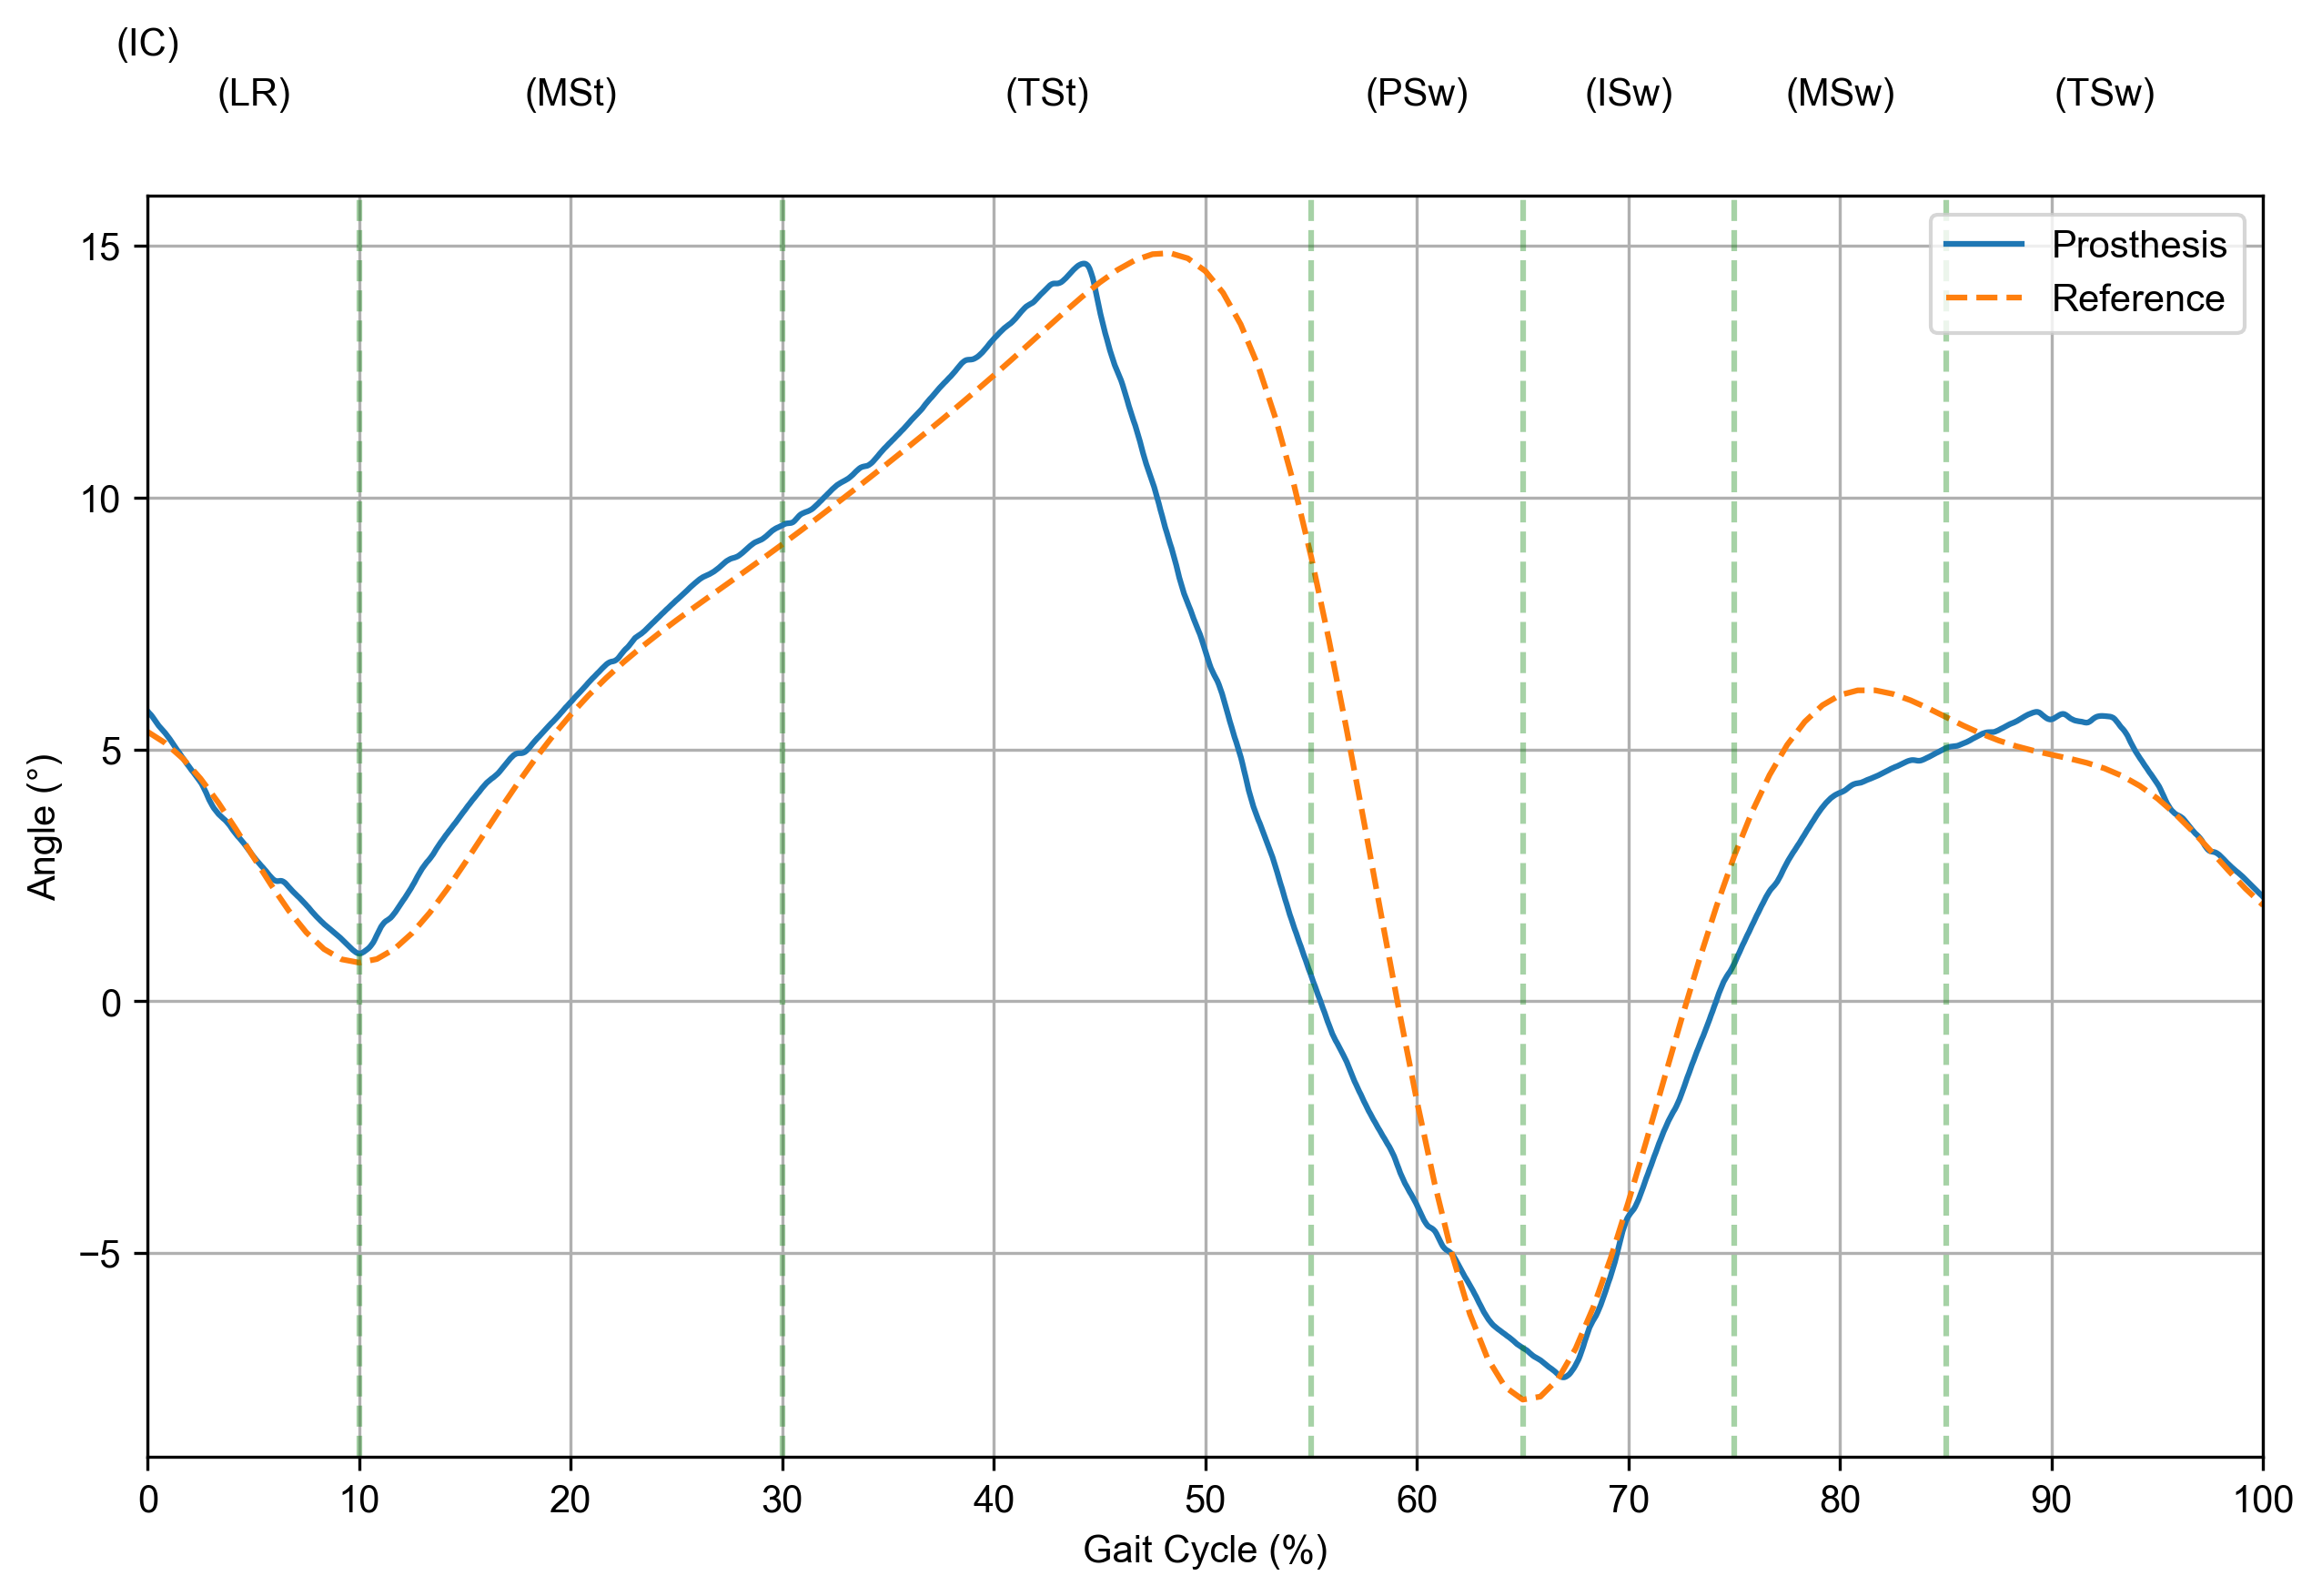 (IC)
(LR) (MSt) (TSt) (PSw) (ISw) (MSw) (TSw)
Prosthesis
Reference
15
10
5
0
−5
Angle (°)
0 10 20 30 40 50 60 70 80 90 100
Gait Cycle (%)